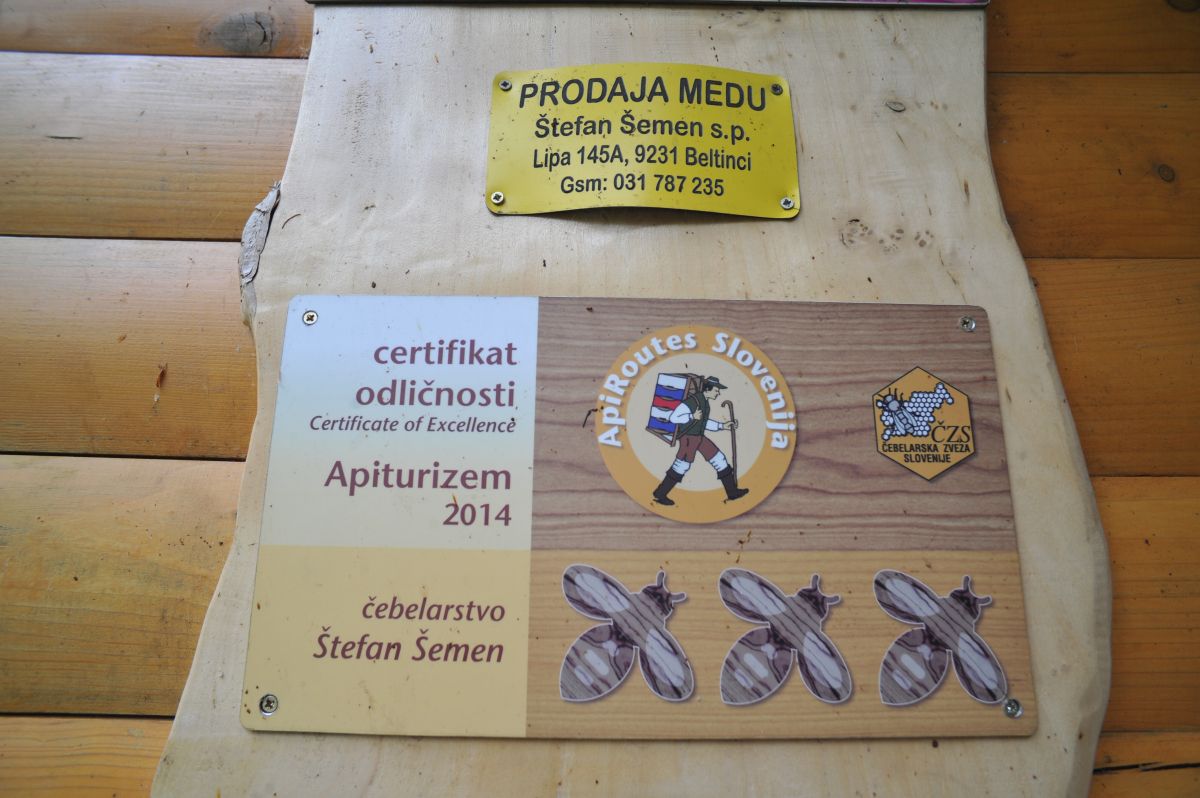 PRODAJA MEDU
Štefan Šemen s.p.
Lipa 145A, 9231 Beltinci
Gsm: 031 787 235
certifikat
odličnosti
Certificate of Excellence
Apiturizem
2014
ApiRoutes Slovenija
ČZS
ČEBELARSKA ZVEZA
SLOVENIJE
čebelarstvo
Štefan Šemen